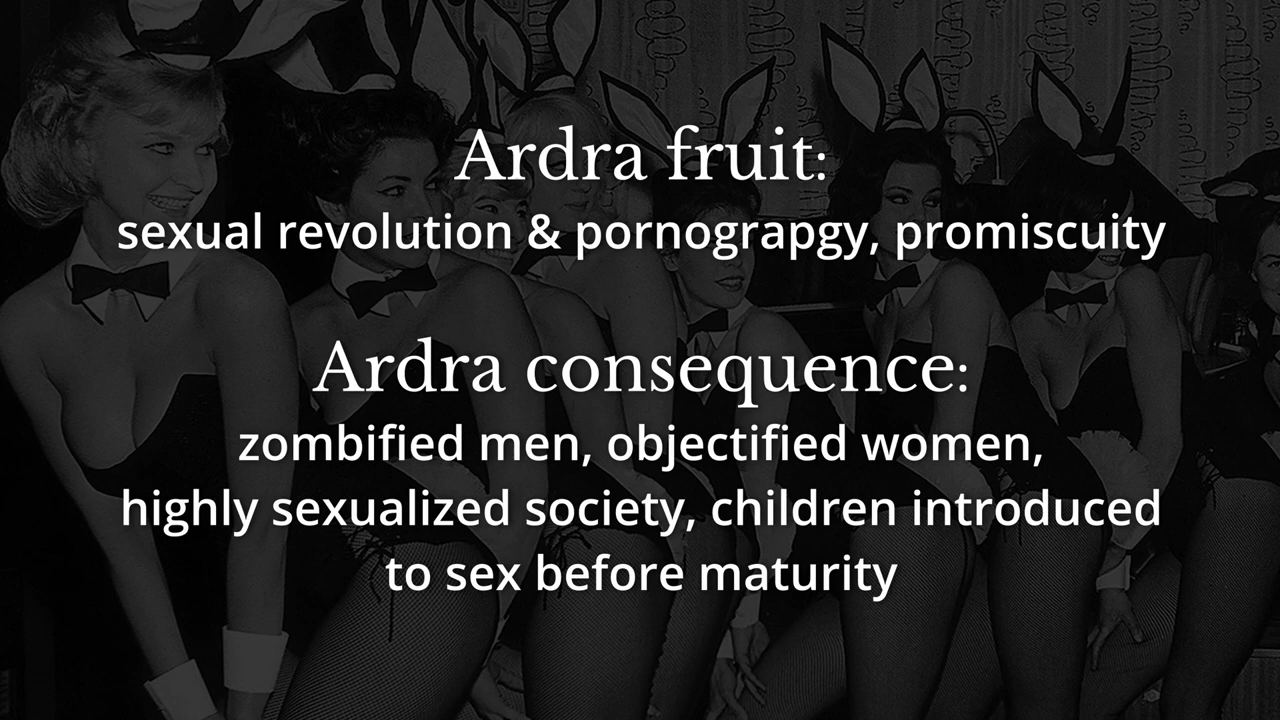 Ardra fruit:
sexual revolution & pornograpgy, promiscuity
Ardra consequence:
zombified men, objectified women,
highly sexualized society, children introduced
to sex before maturity